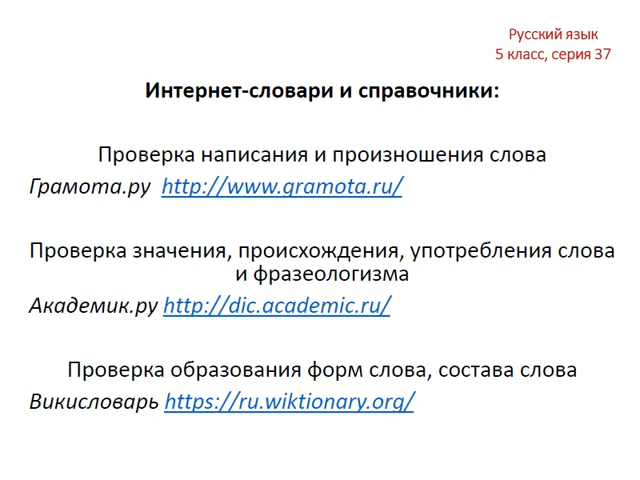 Русский язык
5 класс, серия 37
Интернет-словари и справочники:
Проверка написания и произношения слова
Грамота.ру http://www.gramota.ru/
Проверка значения, происхождения, употребления слова
и фразеологизма
Академик.ру http://dic.academic.ru/
Проверка образования форм слова, состава слова
Викисловарь https://ru.wiktionary.org/